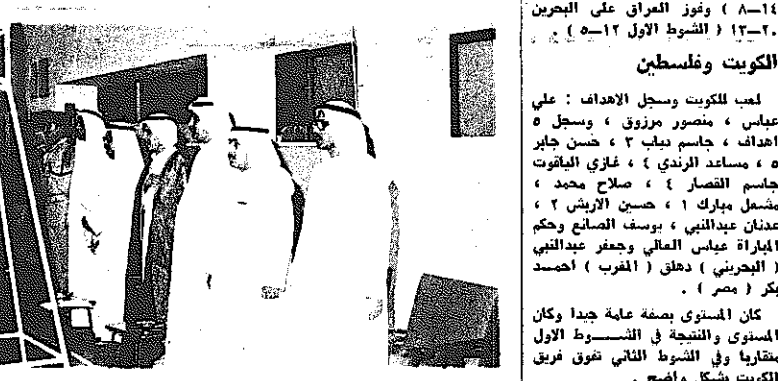 ١٤—٨ ) وفوز العراق على البحرين
٢٠—١٣ ( الشوط الاول ١٢—٥ ) .
الكويت وفلسطين
لعب للكويت وسجل الاهداف : علي
عباس ، منصور مرزوق ، وسجل ٥
اهداف ، جاسم دياب ٣ ، حسن جابر
٥ ، مساعد الرندي ٤ ، غازي الياقوت
جاسم القصار ٤ ، صلاح محمد ،
مشعل مبارك ١ ، حسين الاربش ٢ ،
عدنان عبدالنبي ، يوسف الصانع وحكم
المباراة عباس العالي وجعفر عبدالنبي
( البحريني ) دهلق ( المغرب ) احمد
بكر ( مصر ) .
كان المستوى بصفة عامة جيدا وكان
المستوى والنتيجة في الشــوط الاول
متقاربا وفي الشوط الثاني تفوق فريق
الكويت بشكل واضح .